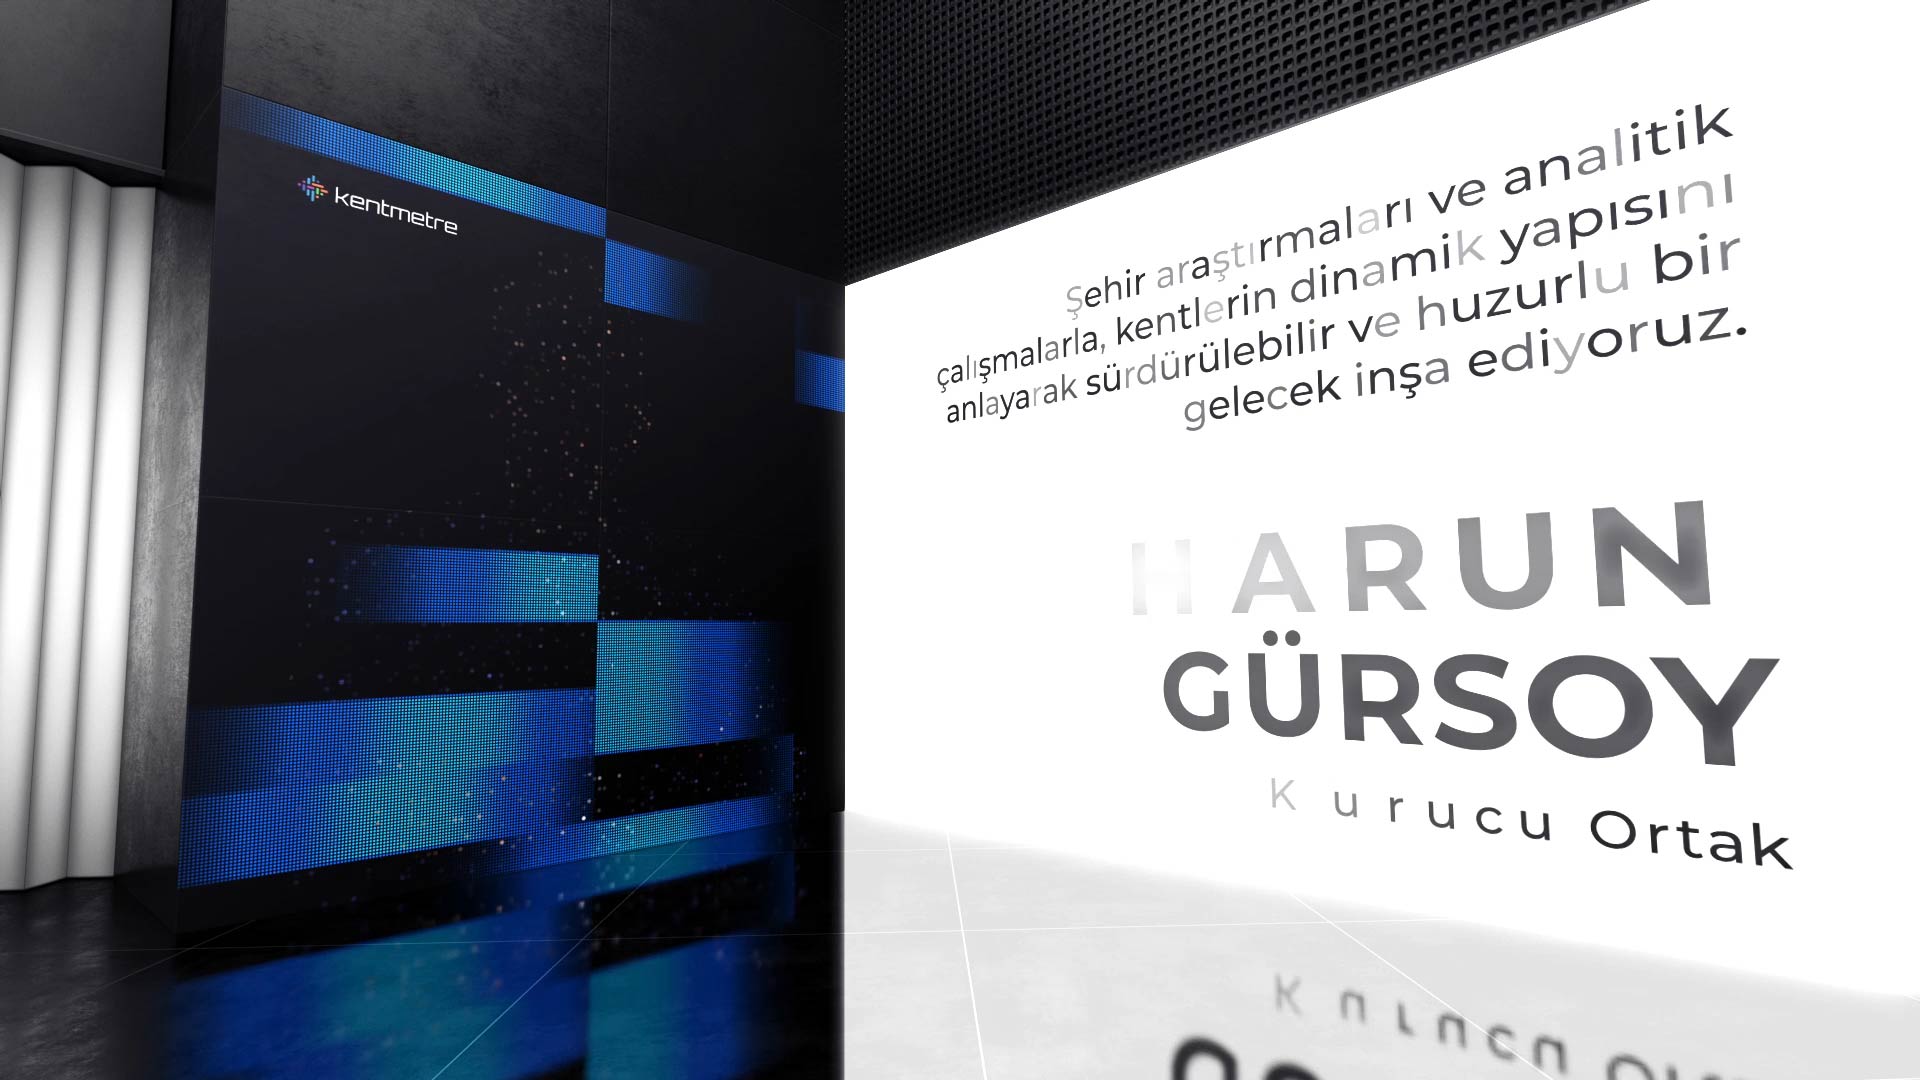 kentmetre
Şehir araştırmaları ve analitik
çalışmalarla, kentlerin dinamik yapısını
anlayarak sürdürülebilir ve huzurlu bir
gelecek inşa ediyoruz.
HARUN
GÜRSOY
Kurucu Ortak